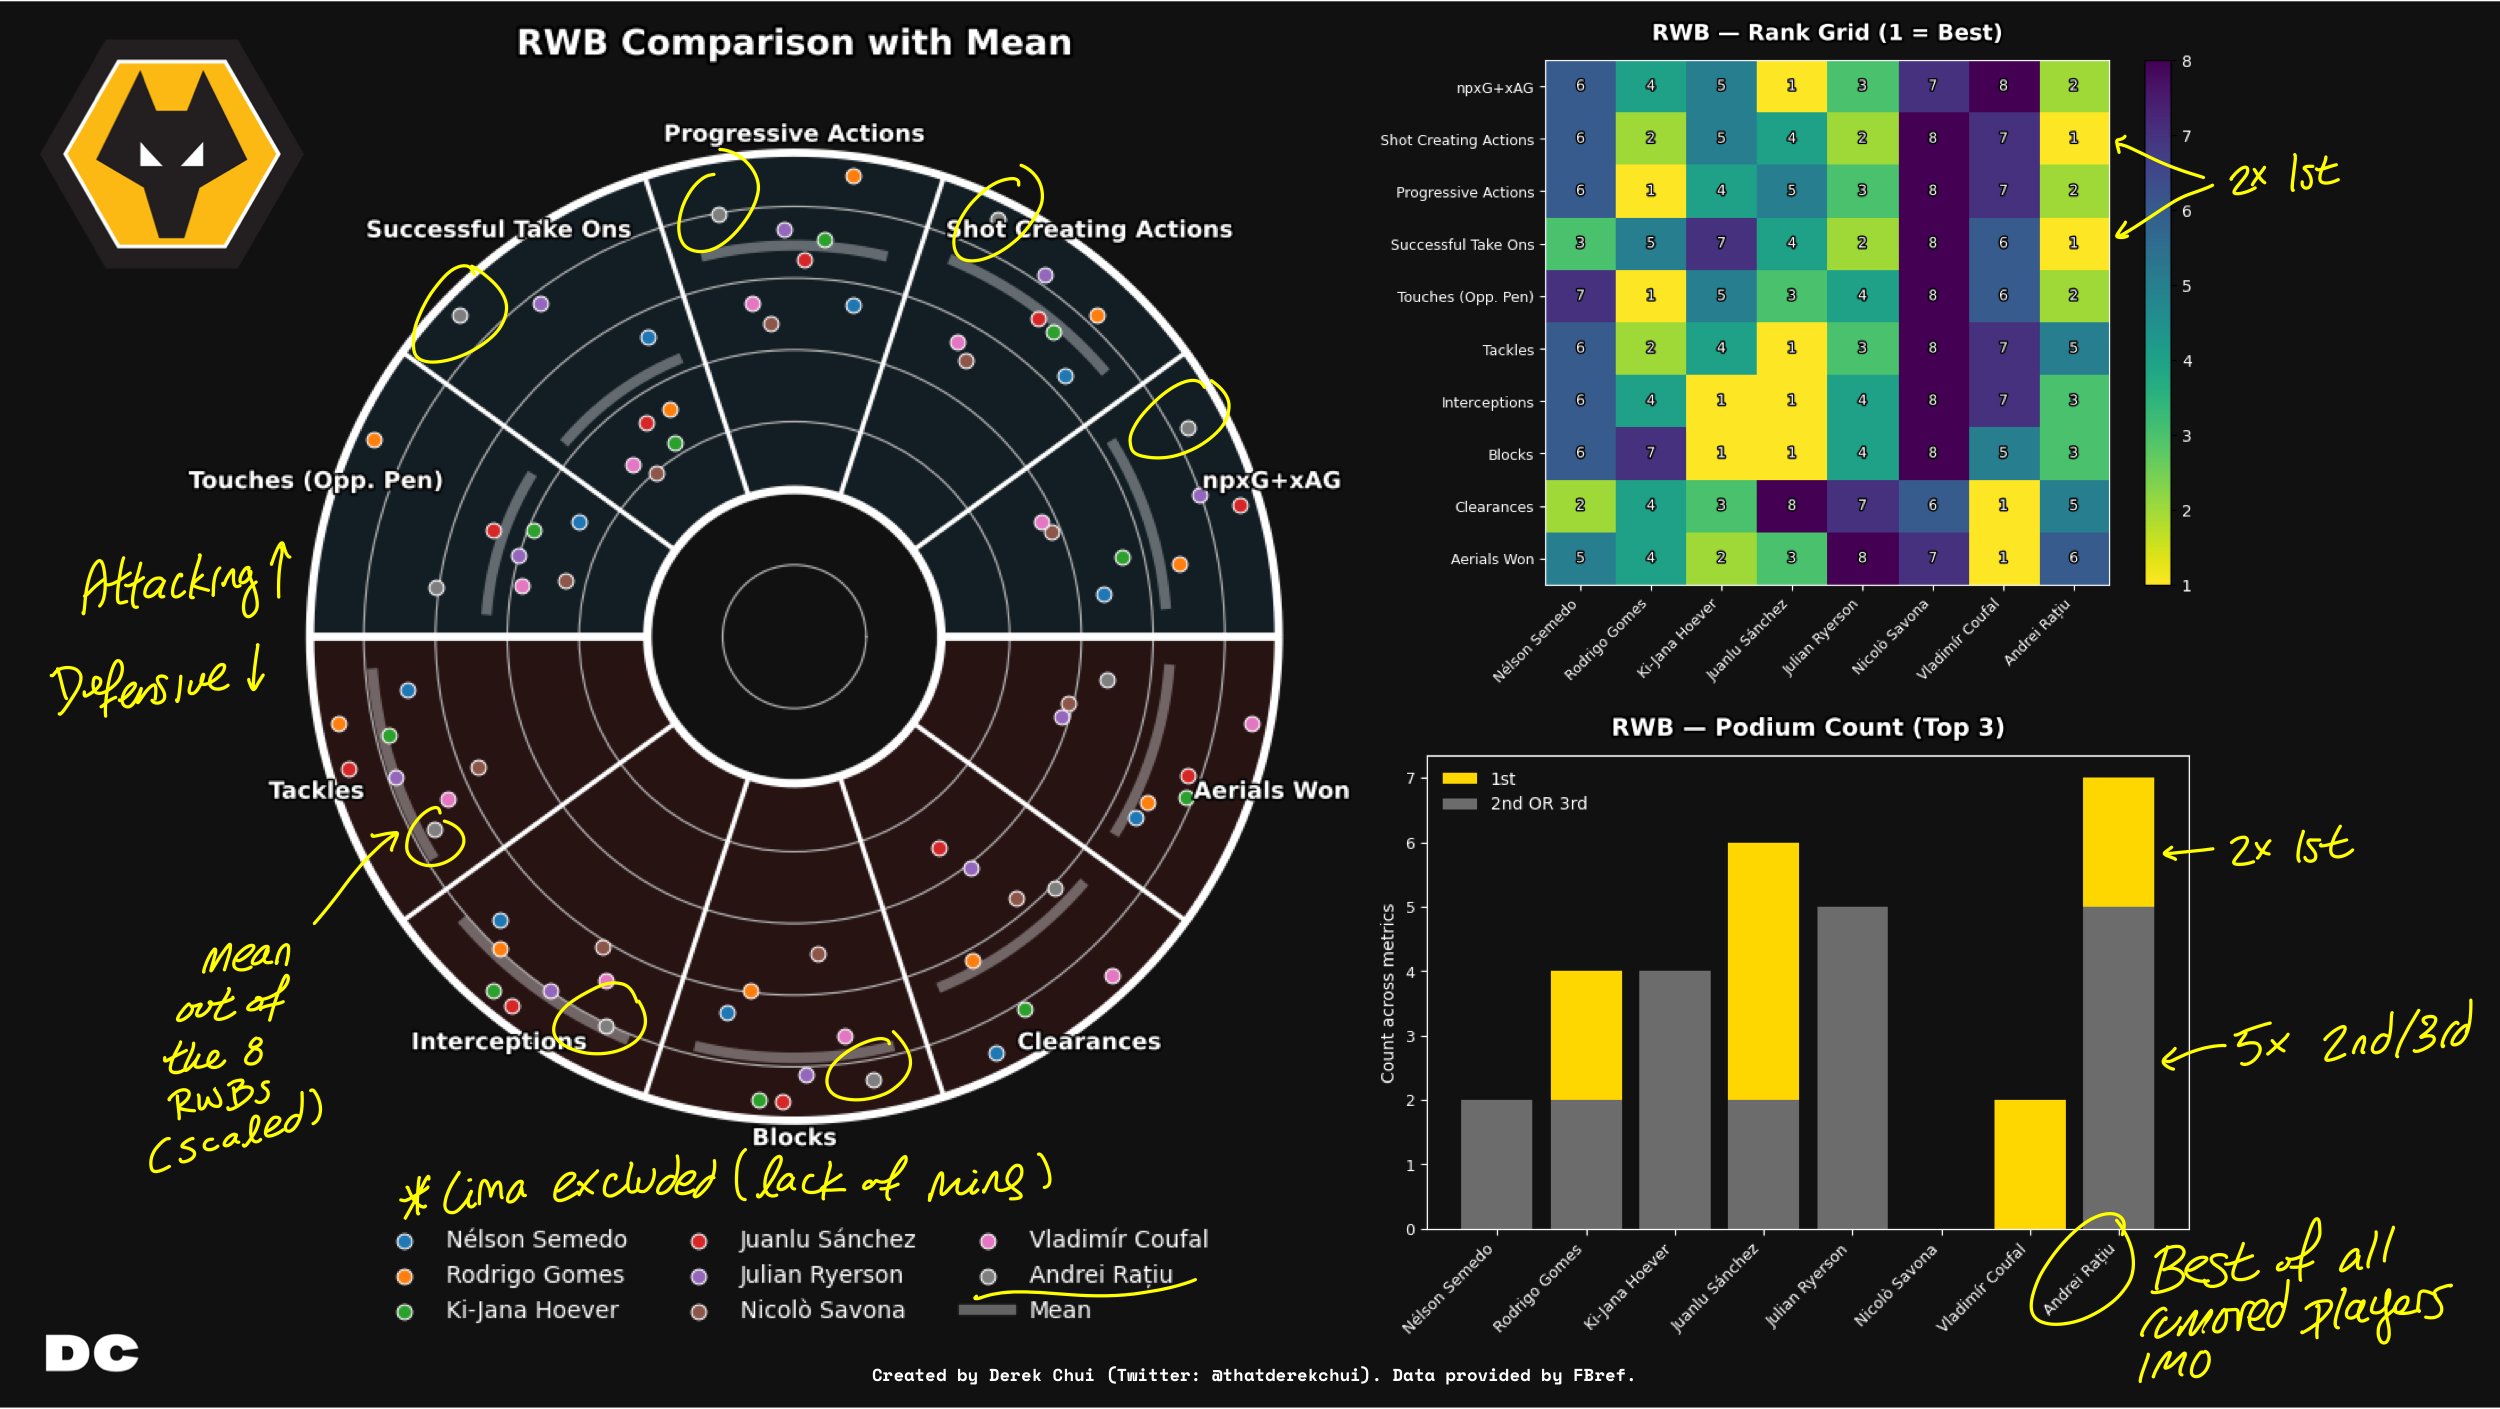 RWB Comparison with Mean
Progressive Actions
Successful Take Ons
Shot Creating Actions
Touches (Opp. Pen)
npxG+xAG
Attacking ↑
Defensive ↓
Tackles
Aerials Won
Interceptions
Clearances
Blocks
mean
out of
the 8
RWBs
(scaled)
* Lima excluded (lack of mins)
Nélson Semedo
Rodrigo Gomes
Ki-Jana Hoever
Juanlu Sánchez
Julian Ryerson
Nicolò Savona
Vladimír Coufal
Andrei Rațiu
Mean
DC
RWB — Rank Grid (1 = Best)
npxG+xAG 6 4 5 1 3 7 8 2
Shot Creating Actions 6 2 5 4 2 8 7 1
Progressive Actions 6 1 4 5 3 8 7 2
Successful Take Ons 3 5 7 4 2 8 6 1
Touches (Opp. Pen) 7 1 5 3 4 8 6 2
Tackles 6 2 4 1 3 8 7 5
Interceptions 6 4 1 1 4 8 7 3
Blocks 6 7 1 1 4 8 5 3
Clearances 2 4 3 8 7 6 1 5
Aerials Won 5 4 2 3 8 7 1 6
Nélson Semedo
Rodrigo Gomes
Ki-Jana Hoever
Juanlu Sánchez
Julian Ryerson
Nicolò Savona
Vladimír Coufal
Andrei Rațiu
8
7
6
5
4
3
2
1
2x 1st
RWB — Podium Count (Top 3)
1st
2nd OR 3rd
Count across metrics
7
6
5
4
3
2
1
0
Nélson Semedo
Rodrigo Gomes
Ki-Jana Hoever
Juanlu Sánchez
Julian Ryerson
Nicolò Savona
Vladimír Coufal
Andrei Rațiu
2x 1st
5x 2nd/3rd
Best of all
rumored players
IMO
Created by Derek Chui (Twitter: @thatderekchui). Data provided by FBref.